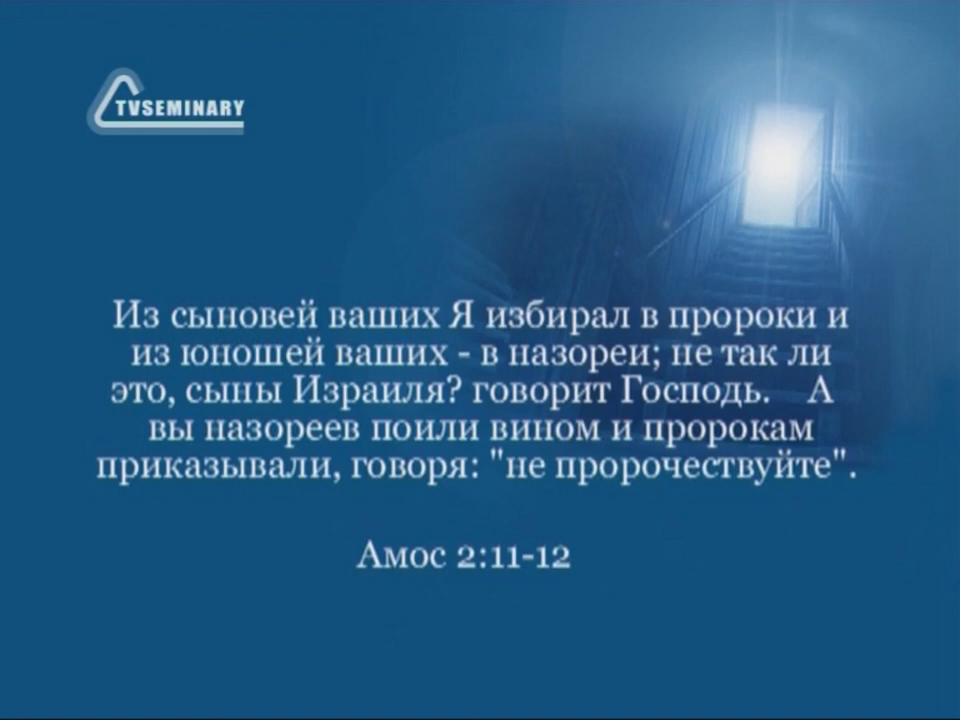 TVSEMINARY
Из сыновей ваших Я избирал в пророки и
из юношей ваших - в назореи; не так ли
это, сыны Израиля? говорит Господь. А
вы назореев поили вином и пророкам
приказывали, говоря: "не пророчествуйте".
Амос 2:11-12